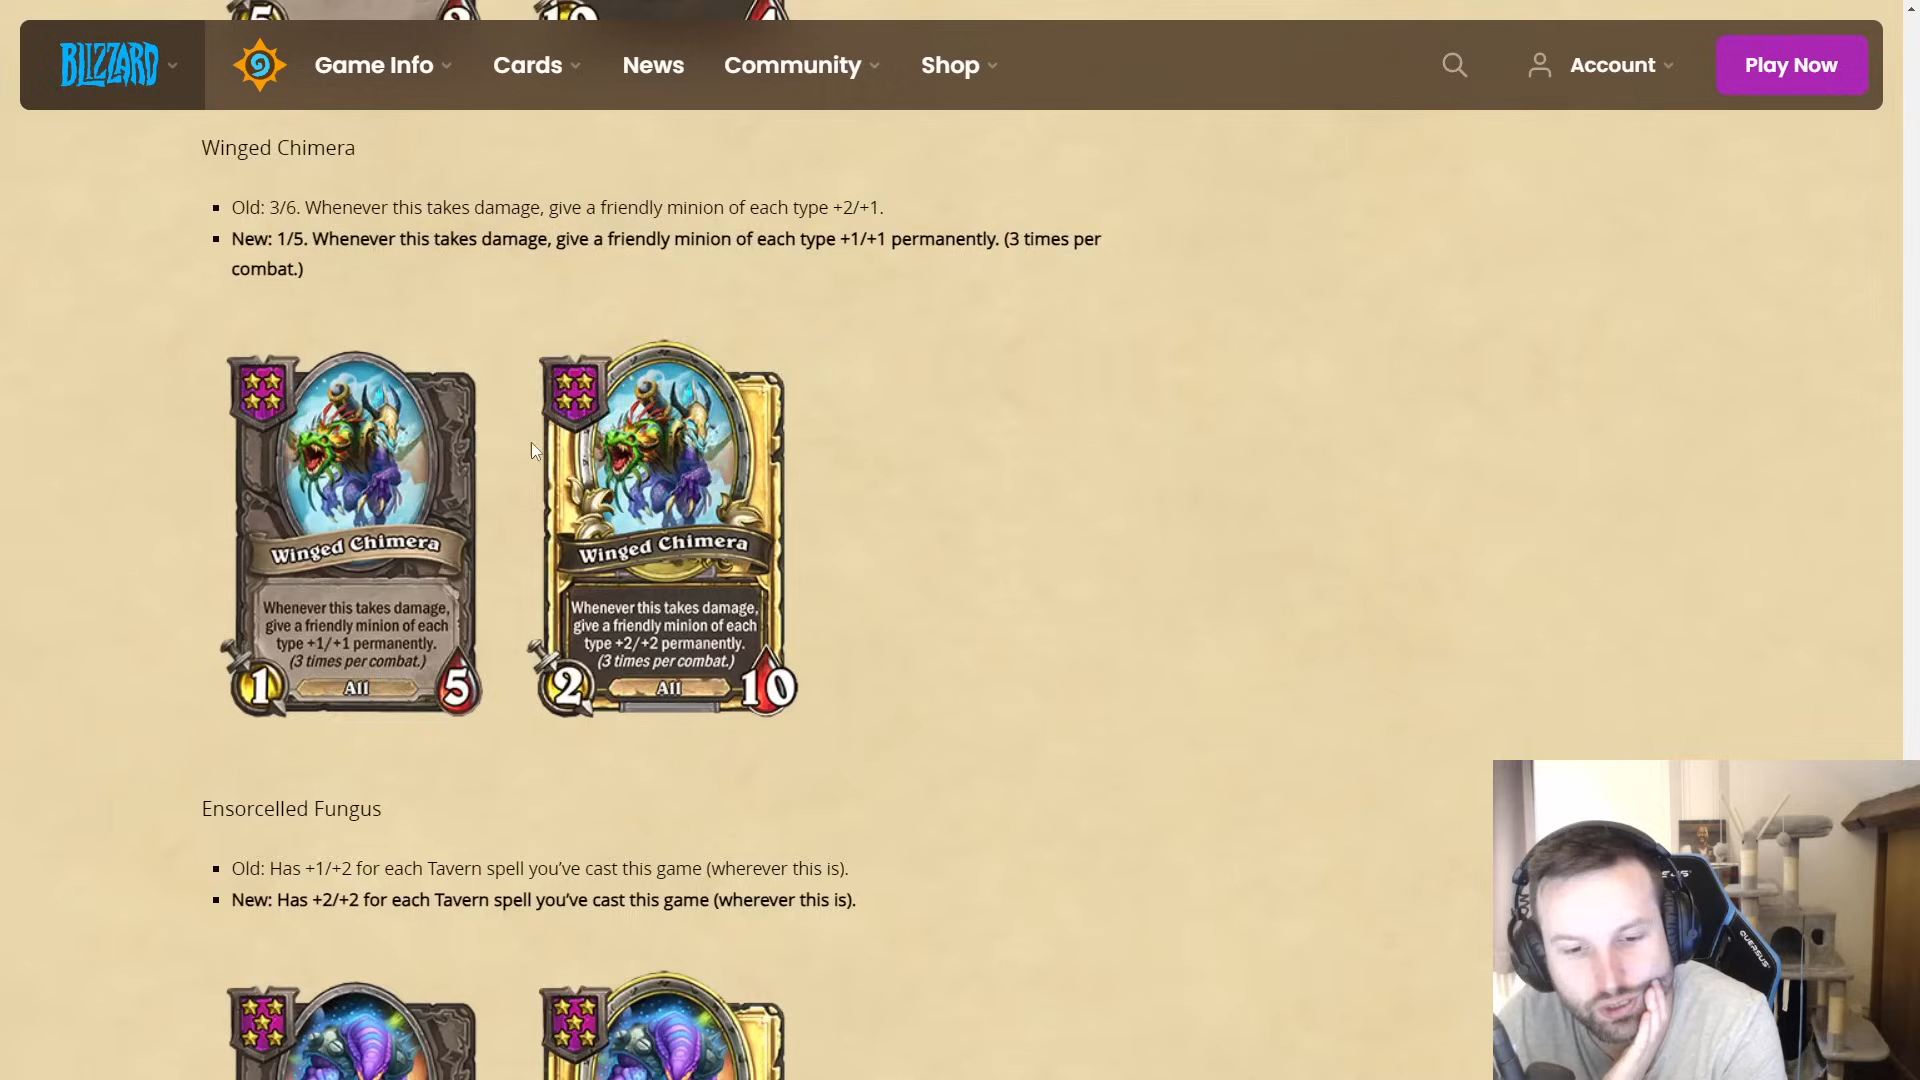 5 3 10 4
BLIZZARD Game Info Cards News Community Shop Account Play Now
Winged Chimera
Old: 3/6. Whenever this takes damage, give a friendly minion of each type +2/+1.
New: 1/5. Whenever this takes damage, give a friendly minion of each type +1/+1 permanently. (3 times per
combat.)
Winged Chimera
Whenever this takes damage,
give a friendly minion of each
type +1/+1 permanently.
(3 times per combat.)
1 All 5
Winged Chimera
Whenever this takes damage,
give a friendly minion of each
type +2/+2 permanently.
(3 times per combat.)
2 All 10
Ensorcelled Fungus
Old: Has +1/+2 for each Tavern spell you’ve cast this game (wherever this is).
New: Has +2/+2 for each Tavern spell you’ve cast this game (wherever this is).
QUERSUS